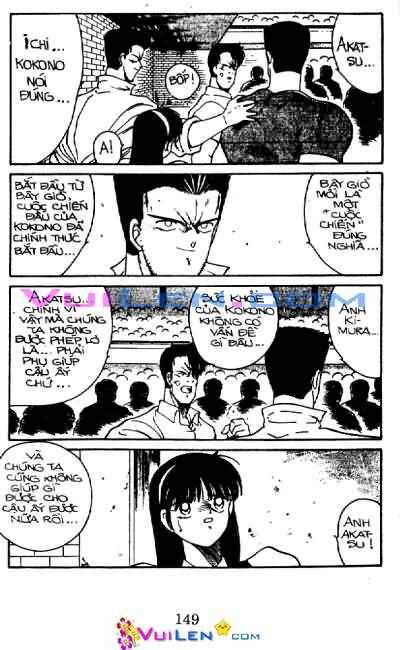 AKAT-
SU...
BỐP!
ICHI...
KOKONO
NÓI
ĐÚNG...
A!
BÂY GIỜ
MỚI LÀ
MỘT
"CUỘC
CHIẾN"
ĐÚNG
NGHĨA...
BẮT ĐẦU TỪ
BÂY GIỜ,
CUỘC CHIẾN
ĐẤU CỦA
KOKONO ĐÃ
CHÍNH THỨC
BẮT ĐẦU...
ANH
KI-
MURA...
SỨC KHỎE
CỦA KOKONO
KHÔNG CÓ
VẤN ĐỀ
GÌ ĐÂU...
AKATSU...
CHÍNH VÌ
VẬY MÀ CHÚNG
TA KHÔNG
ĐƯỢC PHÉP LƠ
LÀ... PHẢI
PHỤ GIÚP
CẬU ẤY
CHỨ...
VUILEN.COM
ANH
AKAT-
SU!
VÀ
CHÚNG TA
CŨNG KHÔNG
GIÚP GÌ
ĐƯỢC CHO
CẬU ẤY ĐƯỢC
NỮA RỒI...
149
VUILEN.COM